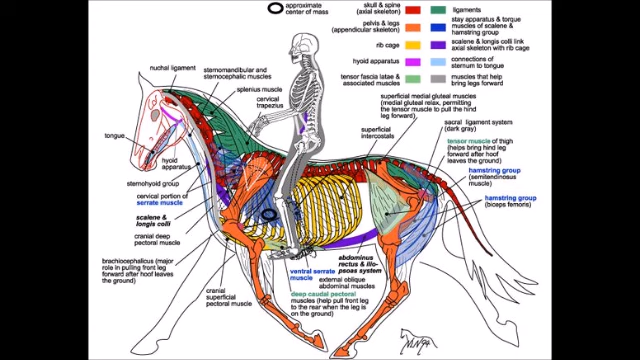 approximate
center of mass
skull & spine
(axial skeleton)
pelvis & legs
(appendicular skeleton)
rib cage
hyoid apparatus
tensor fascia latae &
associated muscles
ligaments
stay apparatus & torque
muscles of scalene &
hamstring group
scalene & longis colli link
axial skeleton with rib cage
connections of
sternum to tongue
muscles that help
bring legs forward
nuchal ligament
sternomandibular and
sternocephalic muscles
splenius muscle
cervical
trapezius
superficial medial gluteal muscles
(medial gluteal relax, permitting
the tensor muscle to pull the hind
leg forward)
superficial
intercostals
sacral ligament system
(dark gray)
tensor muscle of thigh
(helps bring hind leg
forward after hoof
leaves the ground)
hamstring group
(semitendinosus
muscle)
hamstring group
(biceps femoris)
tongue
hyoid
apparatus
sternohyoid group
cervical portion of
serrate muscle
scalene &
longis colli
cranial deep
pectoral muscle
brachiocephalicus (major
role in pulling front leg
forward after hoof leaves
the ground)
cranial
superficial
pectoral muscle
ventral serrate
muscle
abdominus
rectus & ilio-
psoas system
external oblique
abdominal muscles
deep caudal pectoral
muscles (help pull front leg
to the rear when the leg is
on the ground)